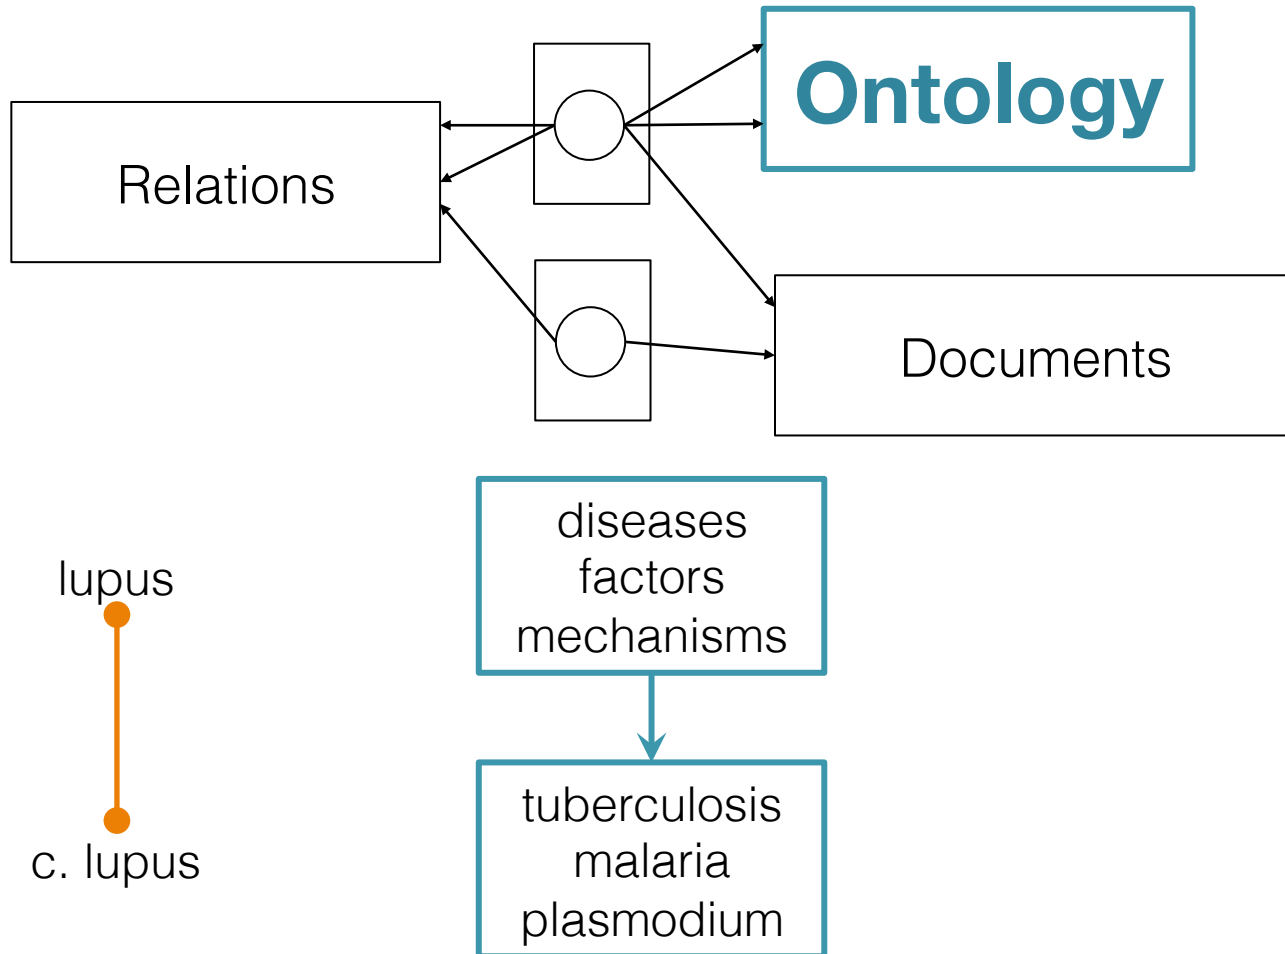 Ontology
Relations
Documents
diseases
factors
mechanisms
lupus
c. lupus
tuberculosis
malaria
plasmodium